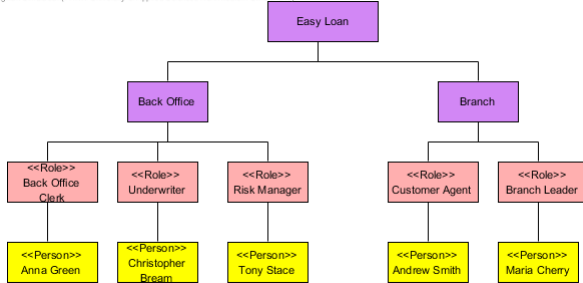 Easy Loan
Back Office
Branch
<<Role>>
Back Office
Clerk
<<Role>>
Underwriter
<<Role>>
Risk Manager
<<Role>>
Customer Agent
<<Role>>
Branch Leader
<<Person>>
Anna Green
<<Person>>
Christopher
Bream
<<Person>>
Tony Stace
<<Person>>
Andrew Smith
<<Person>>
Maria Cherry